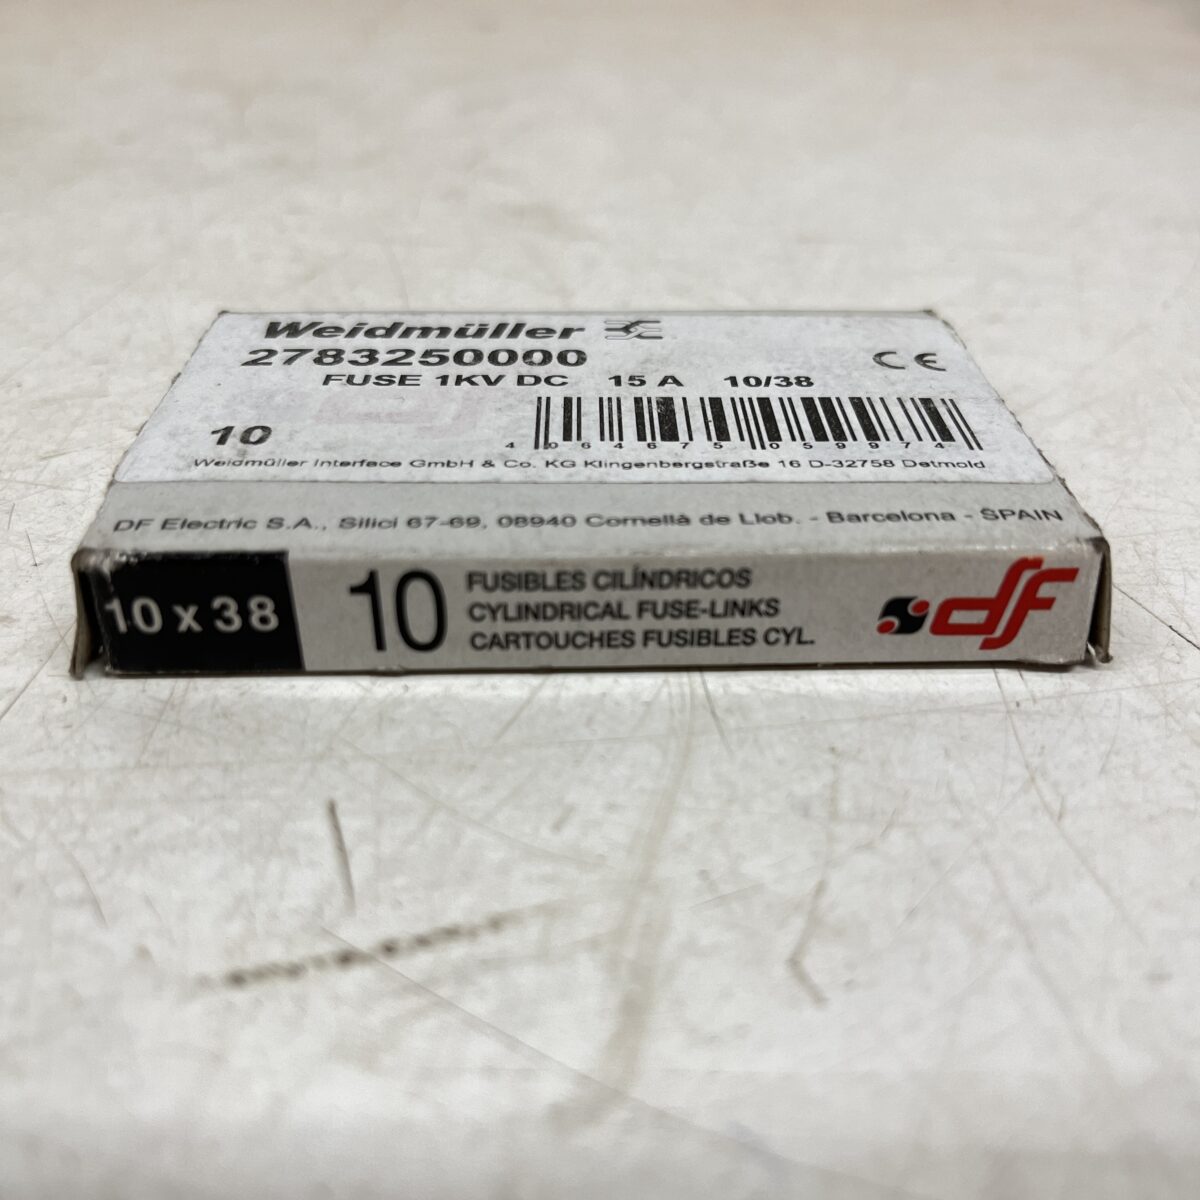 Weidmüller
2783250000
FUSE 1KV DC 15 A 10/38
CE
10
4 064675 059974
Weidmüller Interface GmbH & Co. KG Klingenbergstraße 16 D-32758 Detmold
DF Electric S.A., Silici 67-69, 08940 Cornellà de Llob. - Barcelona - SPAIN
10 x 38
10
FUSIBLES CILÍNDRICOS
CYLINDRICAL FUSE-LINKS
CARTOUCHES FUSIBLES CYL.
df